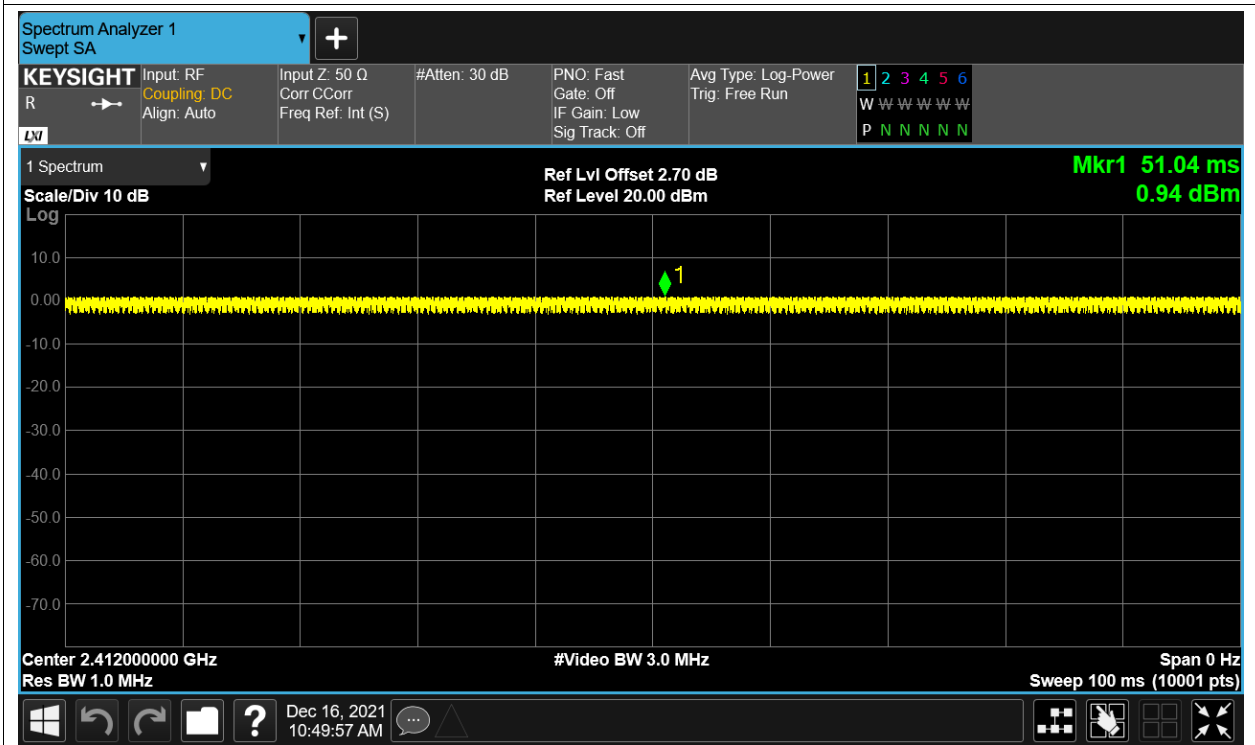 Spectrum Analyzer 1
Swept SA
KEYSIGHT
R
LXI
Input: RF
Coupling: DC
Align: Auto
Input Z: 50 Ω
Corr CCorr
Freq Ref: Int (S)
#Atten: 30 dB
PNO: Fast
Gate: Off
IF Gain: Low
Sig Track: Off
Avg Type: Log-Power
Trig: Free Run
1 2 3 4 5 6
W W W W W W
P N N N N N
1 Spectrum
Scale/Div 10 dB
Ref Lvl Offset 2.70 dB
Ref Level 20.00 dBm
Mkr1 51.04 ms
0.94 dBm
Log
10.0
0.00
-10.0
-20.0
-30.0
-40.0
-50.0
-60.0
-70.0
1
Center 2.412000000 GHz
Res BW 1.0 MHz
#Video BW 3.0 MHz
Span 0 Hz
Sweep 100 ms (10001 pts)
?
Dec 16, 2021
10:49:57 AM